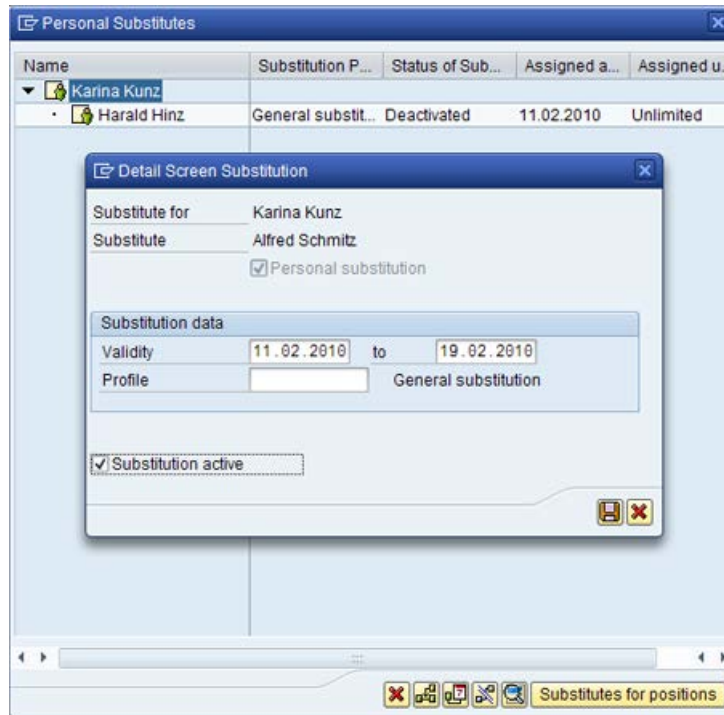 Personal Substitutes
Name Substitution P... Status of Sub... Assigned a... Assigned u.
Karina Kunz
Harald Hinz General substit... Deactivated 11.02.2010 Unlimited
Detail Screen Substitution
Substitute for Karina Kunz
Substitute Alfred Schmitz
Personal substitution
Substitution data
Validity 11.02.2010 to 19.02.2010
Profile General substitution
Substitution active
Substitutes for positions